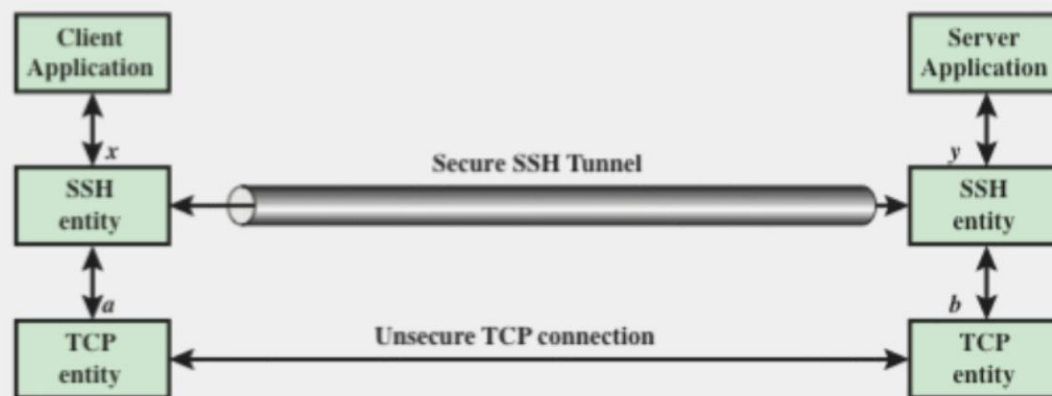 Client
Application
Server
Application
x
y
Secure SSH Tunnel
SSH
entity
SSH
entity
a
b
Unsecure TCP connection
TCP
entity
TCP
entity